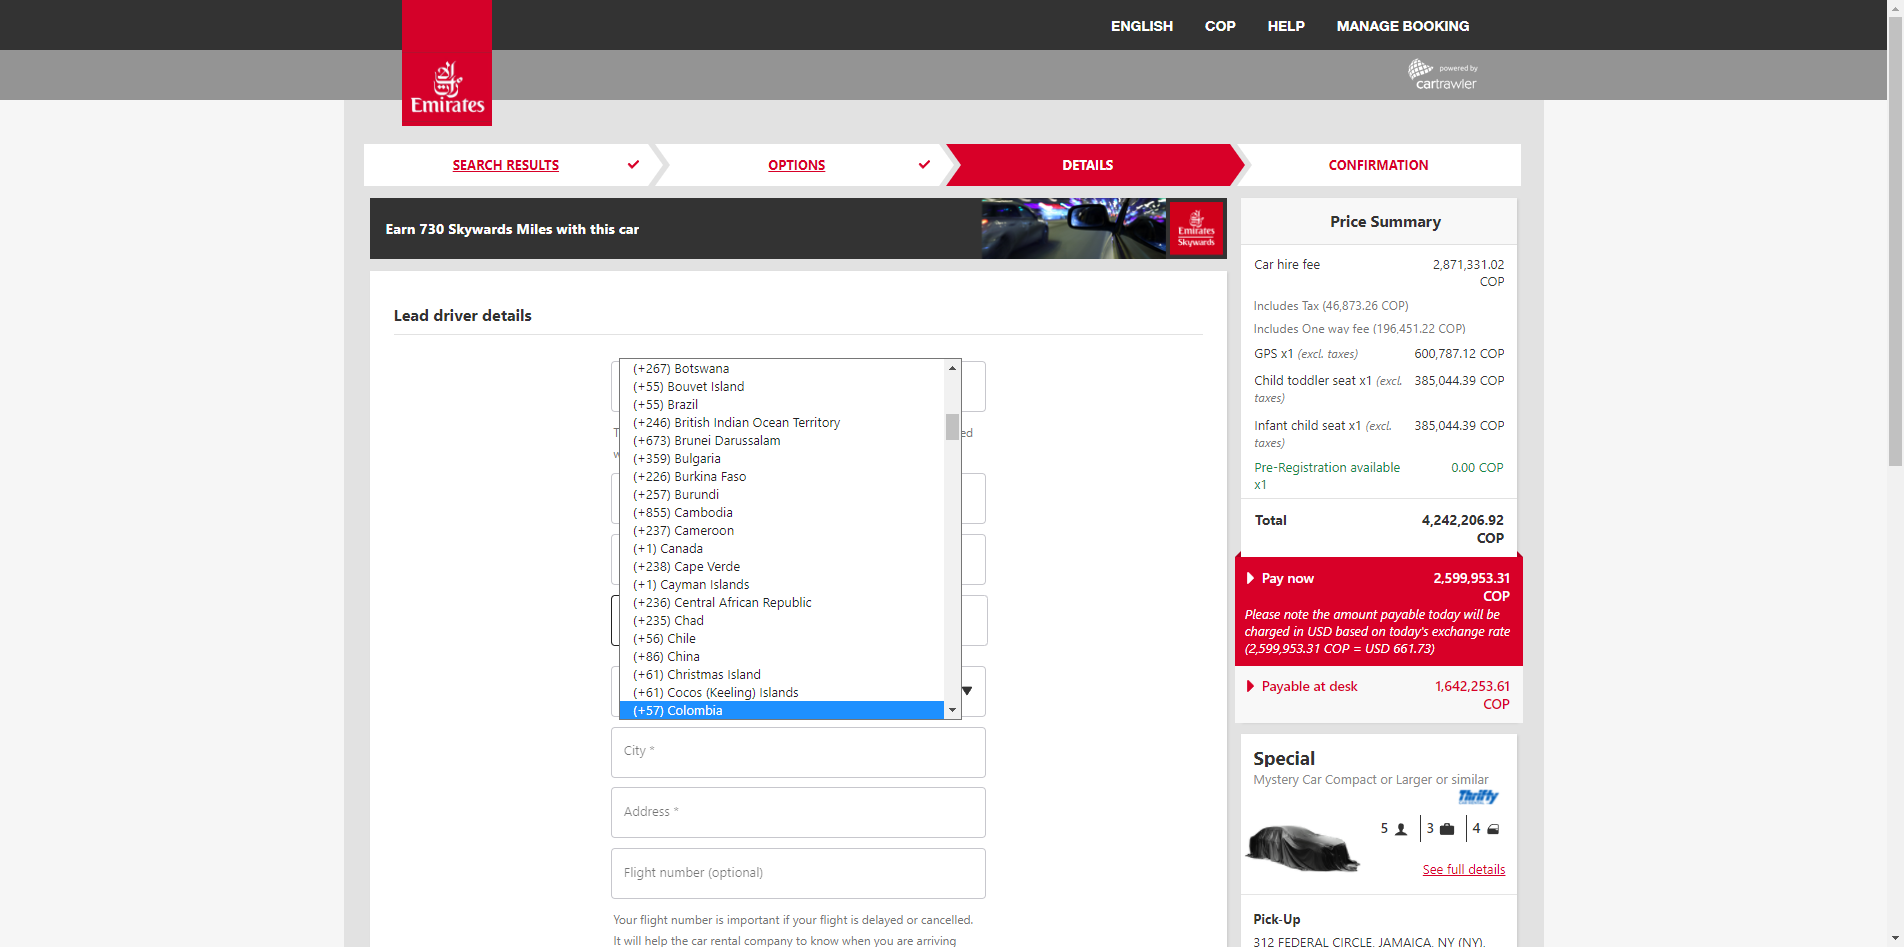 ENGLISH COP HELP MANAGE BOOKING
powered by
cartrawler
Emirates
SEARCH RESULTS OPTIONS DETAILS CONFIRMATION
Earn 730 Skywards Miles with this car
Emirates
Skywards
Lead driver details
(+267) Botswana
(+55) Bouvet Island
(+55) Brazil
(+246) British Indian Ocean Territory
(+673) Brunei Darussalam
(+359) Bulgaria
(+226) Burkina Faso
(+257) Burundi
(+855) Cambodia
(+237) Cameroon
(+1) Canada
(+238) Cape Verde
(+1) Cayman Islands
(+236) Central African Republic
(+235) Chad
(+56) Chile
(+86) China
(+61) Christmas Island
(+61) Cocos (Keeling) Islands
(+57) Colombia
City *
Address *
Flight number (optional)
Your flight number is important if your flight is delayed or cancelled.
It will help the car rental company to know when you are arriving
Price Summary
Car hire fee 2,871,331.02
COP
Includes Tax (46,873.26 COP)
Includes One way fee (196,451.22 COP)
GPS x1 (excl. taxes) 600,787.12 COP
Child toddler seat x1 (excl. 385,044.39 COP
taxes)
Infant child seat x1 (excl. 385,044.39 COP
taxes)
Pre-Registration available 0.00 COP
x1
Total 4,242,206.92
COP
Pay now 2,599,953.31
COP
Please note the amount payable today will be
charged in USD based on today's exchange rate
(2,599,953.31 COP = USD 661.73)
Payable at desk 1,642,253.61
COP
Special
Mystery Car Compact or Larger or similar
Thrifty
5 3 4
See full details
Pick-Up
312 FEDERAL CIRCLE, JAMAICA, NY (NY),